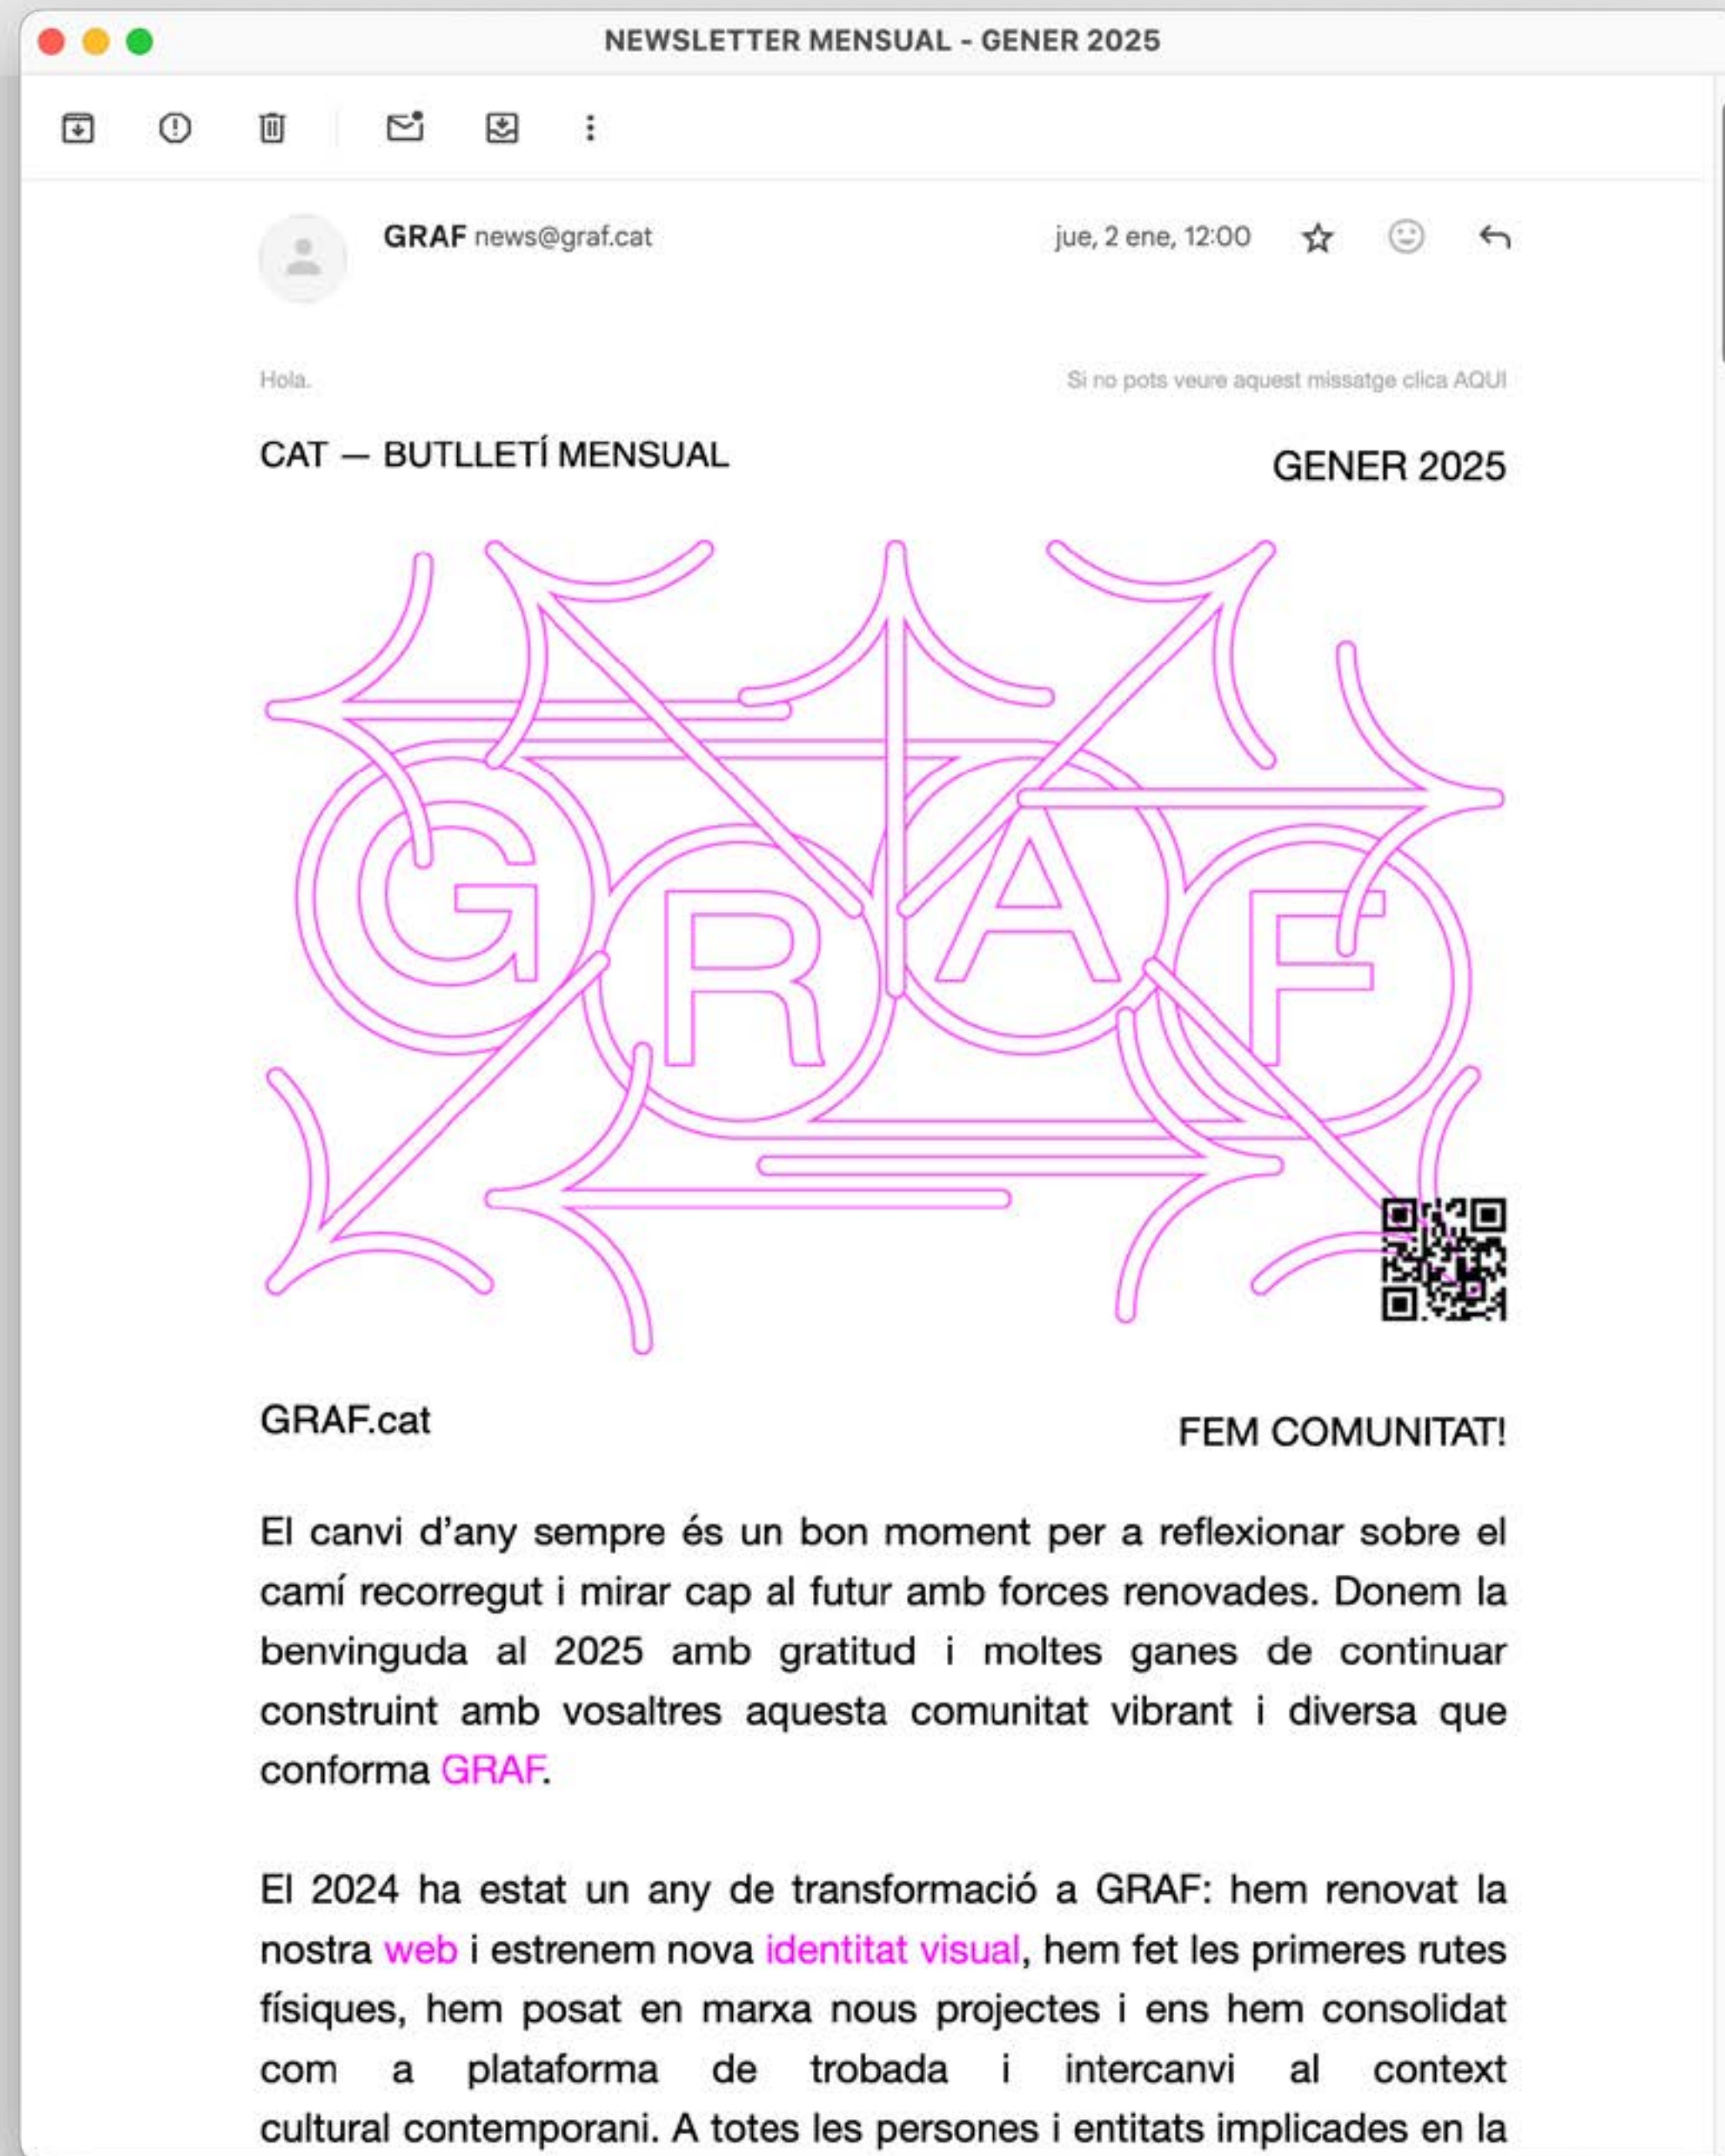 NEWSLETTER MENSUAL - GENER 2025
GRAF news@graf.cat
jue, 2 ene, 12:00
Hola.
Si no pots veure aquest missatge clica AQUI
CAT — BUTLLETÍ MENSUAL
GENER 2025
GRAF
GRAF.cat
FEM COMUNITAT!
El canvi d’any sempre és un bon moment per a reflexionar sobre el
camí recorregut i mirar cap al futur amb forces renovades. Donem la
benvinguda al 2025 amb gratitud i moltes ganes de continuar
construint amb vosaltres aquesta comunitat vibrant i diversa que
conforma GRAF.
El 2024 ha estat un any de transformació a GRAF: hem renovat la
nostra web i estrenem nova identitat visual, hem fet les primeres rutes
físiques, hem posat en marxa nous projectes i ens hem consolidat
com a plataforma de trobada i intercanvi al context
cultural contemporani. A totes les persones i entitats implicades en la